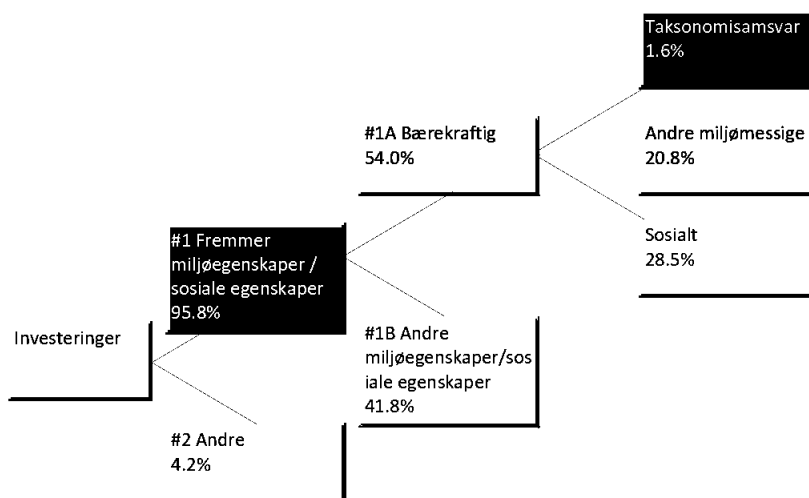 Taksonomisamsvar
1.6%
#1A Bærekraftig
54.0%
Andre miljømessige
20.8%
#1 Fremmer
miljøegenskaper /
sosiale egenskaper
95.8%
Sosialt
28.5%
Investeringer
#1B Andre
miljøegenskaper/sos
iale egenskaper
41.8%
#2 Andre
4.2%